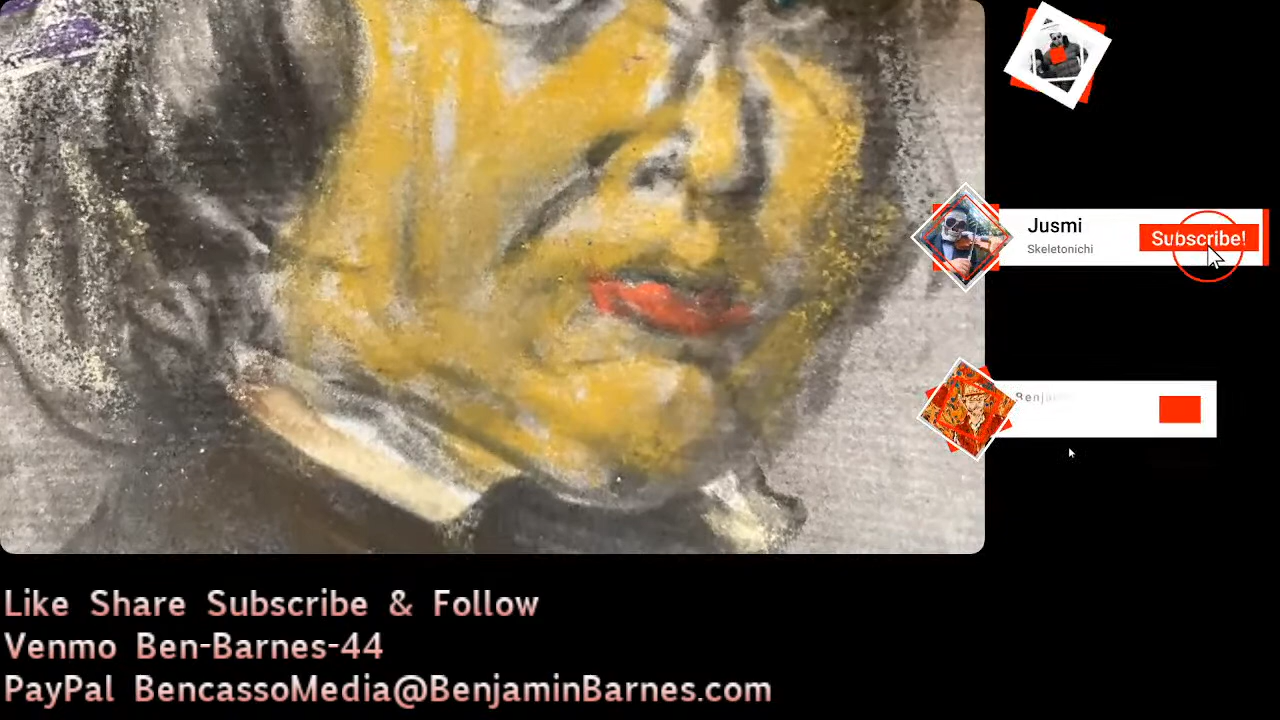 Jusmi
Skeletonichi
Subscribe!
Like Share Subscribe & Follow
Venmo Ben-Barnes-44
PayPal BencassoMedia@BenjaminBarnes.com